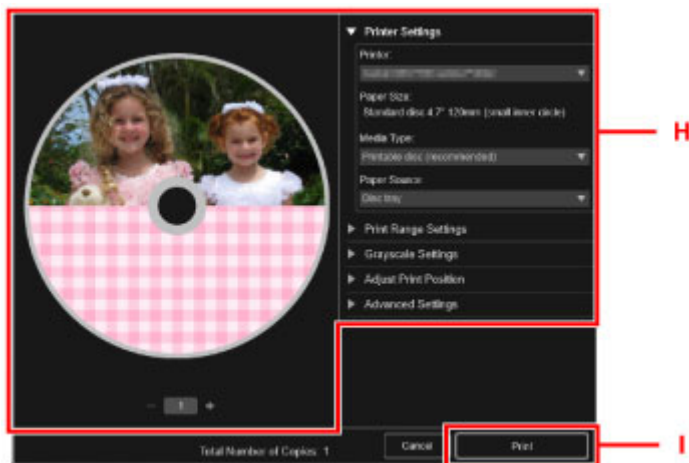 Printer Settings
Printer:
Paper Size:
Standard disc 4.7" 120mm (small inner circle)
Media Type:
Printable disc (recommended)
Paper Source:
Disc tray
Print Range Settings
Grayscale Settings
Adjust Print Position
Advanced Settings
H
- 1 +
Total Number of Copies: 1
Cancel
Print
I